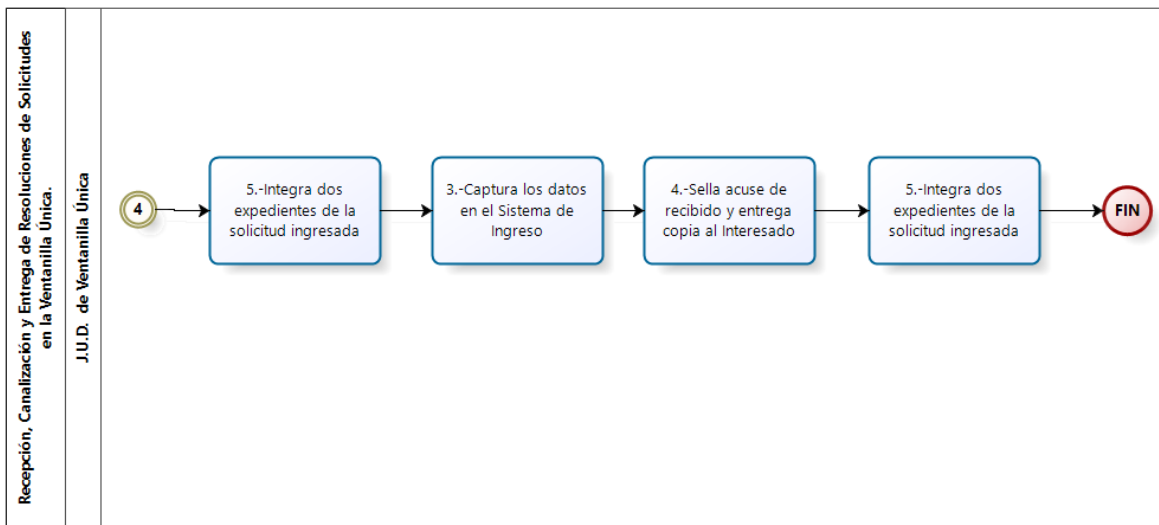 Recepción, Canalización y Entrega de Resoluciones de Solicitudes
en la Ventanilla Única.
J.U.D. de Ventanilla Única
4
5.-Integra dos
expedientes de la
solicitud ingresada
3.-Captura los datos
en el Sistema de
Ingreso
4.-Sella acuse de
recibido y entrega
copia al Interesado
5.-Integra dos
expedientes de la
solicitud ingresada
FIN